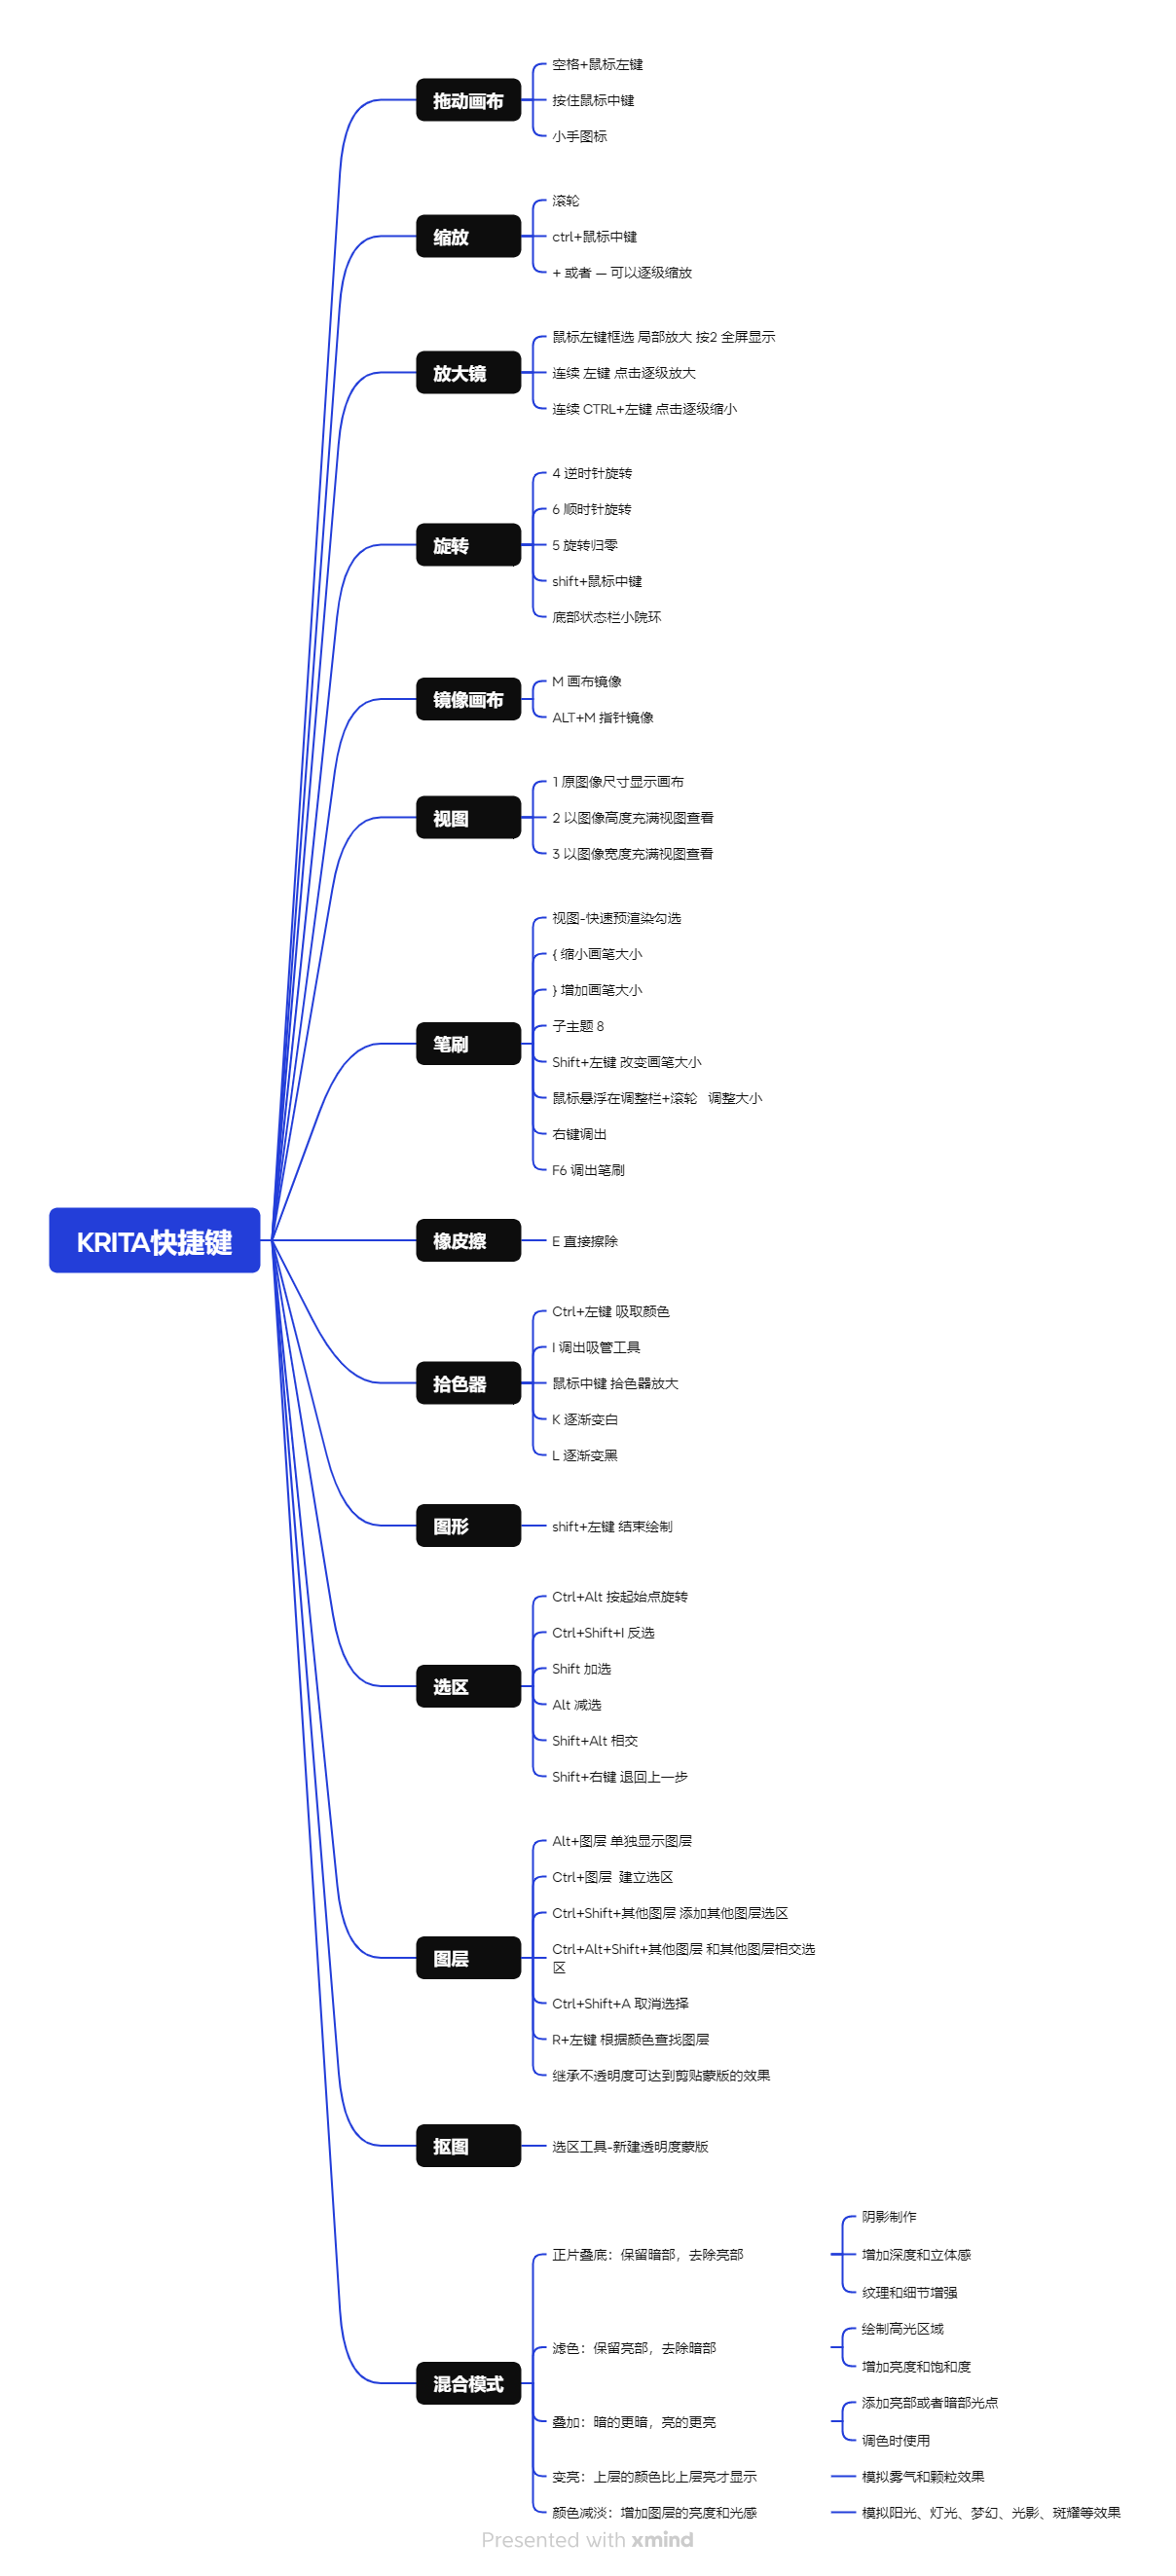 拖动画布
空格+鼠标左键
按住鼠标中键
小手图标
缩放
滚轮
ctrl+鼠标中键
+ 或者 — 可以逐级缩放
放大镜
鼠标左键框选 局部放大 按2 全屏显示
连续 左键 点击逐级放大
连续 CTRL+左键 点击逐级缩小
旋转
4 逆时针旋转
6 顺时针旋转
5 旋转归零
shift+鼠标中键
底部状态栏小院环
镜像画布
M 画布镜像
ALT+M 指针镜像
视图
1 原图像尺寸显示画布
2 以图像高度充满视图查看
3 以图像宽度充满视图查看
笔刷
视图-快速预渲染勾选
{ 缩小画笔大小
} 增加画笔大小
子主题 8
Shift+左键 改变画笔大小
鼠标悬浮在调整栏+滚轮 调整大小
右键调出
F6 调出笔刷
KRITA快捷键
橡皮擦
E 直接擦除
拾色器
Ctrl+左键 吸取颜色
I 调出吸管工具
鼠标中键 拾色器放大
K 逐渐变白
L 逐渐变黑
图形
shift+左键 结束绘制
选区
Ctrl+Alt 按起始点旋转
Ctrl+Shift+I 反选
Shift 加选
Alt 减选
Shift+Alt 相交
Shift+右键 退回上一步
图层
Alt+图层 单独显示图层
Ctrl+图层 建立选区
Ctrl+Shift+其他图层 添加其他图层选区
Ctrl+Alt+Shift+其他图层 和其他图层相交选
区
Ctrl+Shift+A 取消选择
R+左键 根据颜色查找图层
继承不透明度可达到剪贴蒙版的效果
抠图
选区工具-新建透明度蒙版
混合模式
正片叠底：保留暗部，去除亮部
阴影制作
增加深度和立体感
纹理和细节增强
滤色：保留亮部，去除暗部
绘制高光区域
增加亮度和饱和度
叠加：暗的更暗，亮的更亮
添加亮部或者暗部光点
调色时使用
变亮：上层的颜色比上层亮才显示
模拟雾气和颗粒效果
颜色减淡：增加图层的亮度和光感
模拟阳光、灯光、梦幻、光影、斑耀等效果
Presented with xmind